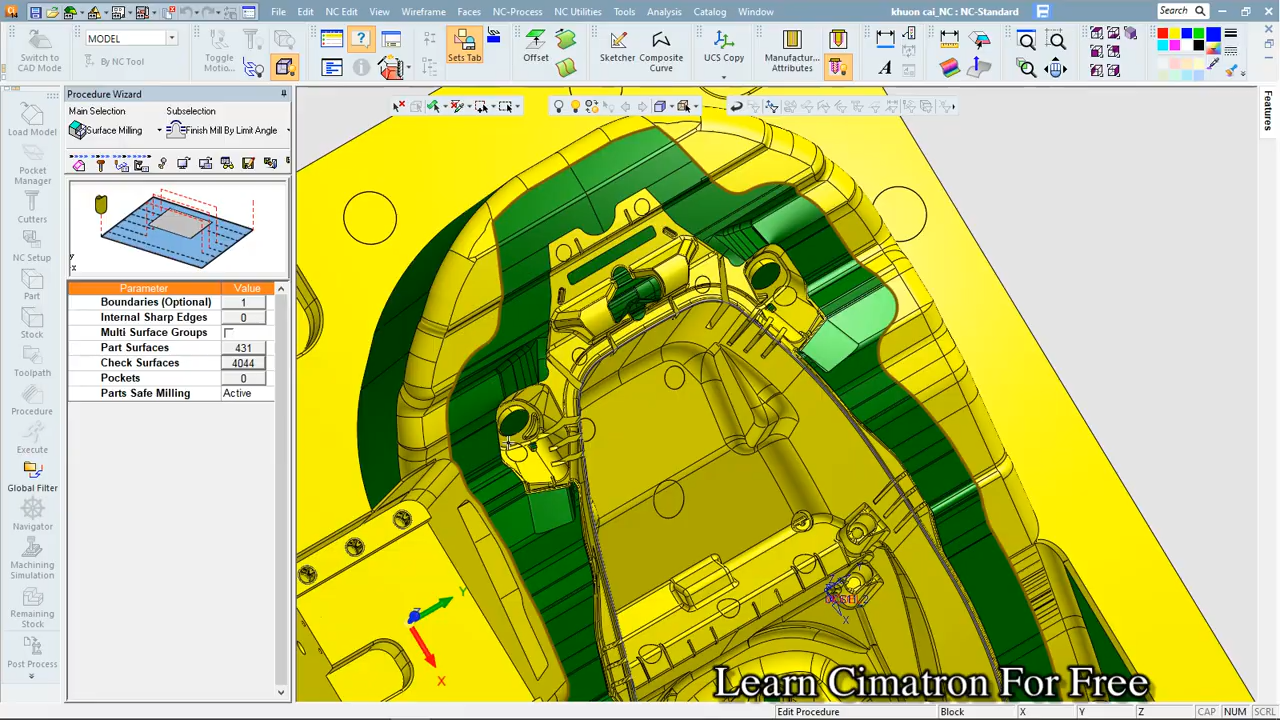 File Edit NC Edit View Wireframe Faces NC-Process NC Utilities Tools Analysis Catalog Window
khuon cai_NC : NC-Standard
Search
Switch to CAD Mode
MODEL
By NC Tool
Toggle Motio...
Sets Tab
Offset
Sketcher
Composite Curve
UCS Copy
Manufactur... Attributes
Procedure Wizard
Main Selection
Subselection
Surface Milling
Finish Mill By Limit Angle
Load Model
Pocket Manager
Cutters
NC Setup
Part
Stock
Toolpath
Procedure
Execute
Global Filter
Navigator
Machining Simulation
Remaining Stock
Post Process
Parameter Value
Boundaries (Optional) 1
Internal Sharp Edges 0
Multi Surface Groups
Part Surfaces 431
Check Surfaces 4044
Pockets 0
Parts Safe Milling Active
Features
Y
X
X
Learn Cimatron For Free
Edit Procedure Block X Y Z CAP NUM SCRL